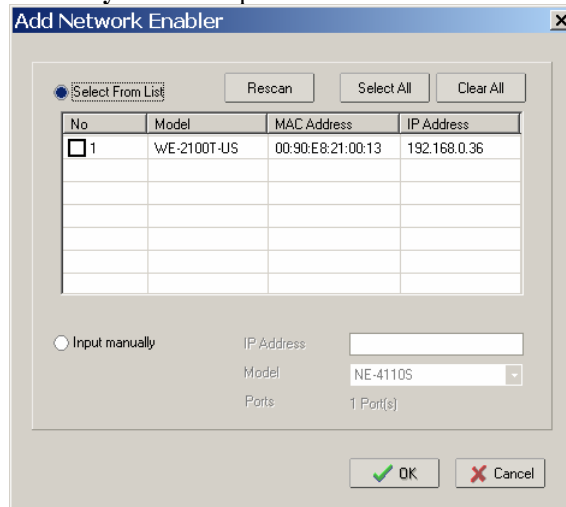 Add Network Enabler
Select From List Rescan Select All Clear All
No Model MAC Address IP Address
1 WE-2100T-US 00:90:E8:21:00:13 192.168.0.36
Input manually IP Address
Model NE-4110S
Ports 1 Port(s)
OK Cancel